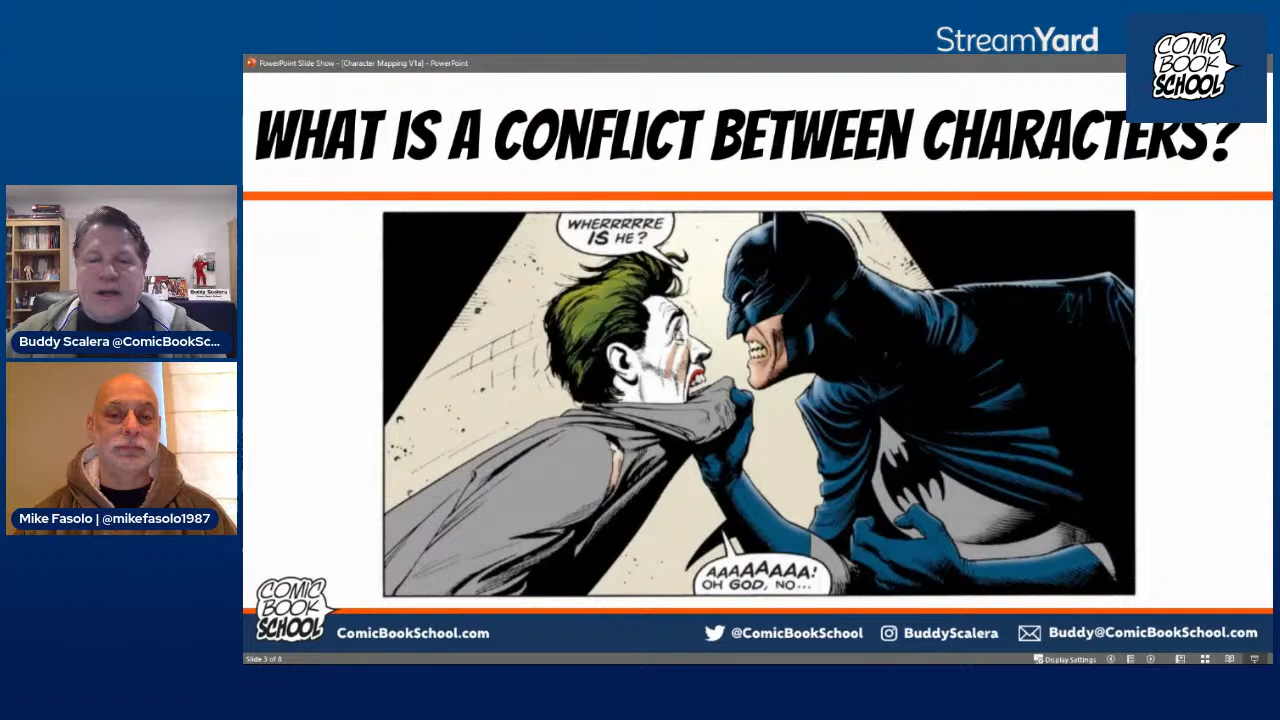 StreamYard
COMIC
BOOK
SCHOOL
PowerPoint Slide Show - [Character Mapping V1a] - PowerPoint
WHAT IS A CONFLICT BETWEEN CHARACTERS?
WHERRRRRE
IS HE?
Buddy Scalera
Buddy Scalera @ComicBookSc...
Mike Fasolo | @mikefasolo1987
AAAAAAAA!
OH GOD, NO...
COMIC
BOOK
SCHOOL
ComicBookSchool.com
@ComicBookSchool
BuddyScalera
Buddy@ComicBookSchool.com
Slide 3 of 8
Display Settings